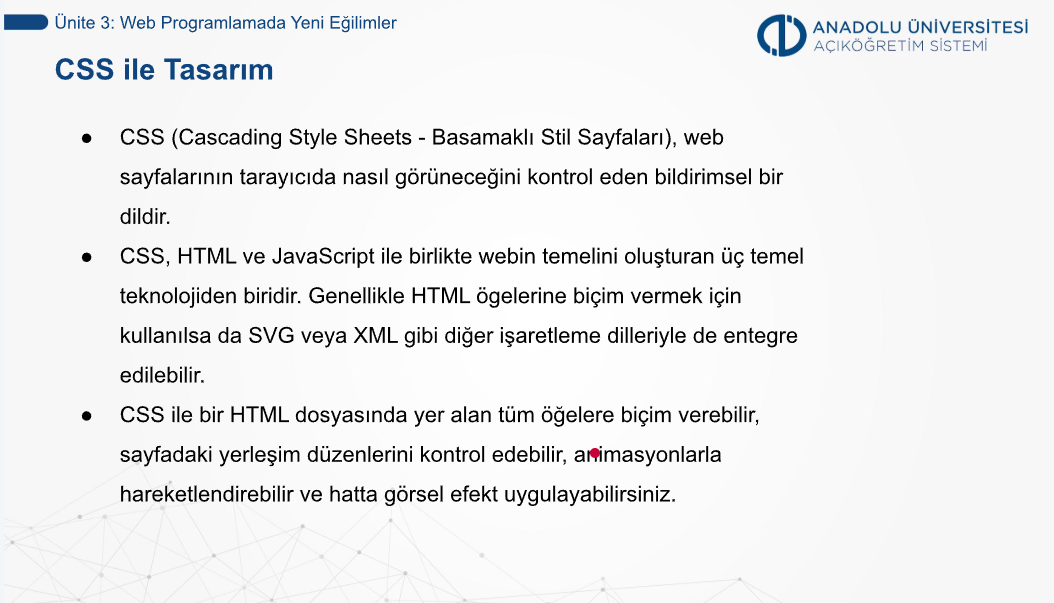 Ünite 3: Web Programlamada Yeni Eğilimler
ANADOLU ÜNİVERSİTESİ
AÇIKÖĞRETİM SİSTEMİ
CSS ile Tasarım
● CSS (Cascading Style Sheets - Basamaklı Stil Sayfaları), web
sayfalarının tarayıcıda nasıl görüneceğini kontrol eden bildirimsel bir
dildir.
● CSS, HTML ve JavaScript ile birlikte webin temelini oluşturan üç temel
teknolojiden biridir. Genellikle HTML ögelerine biçim vermek için
kullanılsa da SVG veya XML gibi diğer işaretleme dilleriyle de entegre
edilebilir.
● CSS ile bir HTML dosyasında yer alan tüm öğelere biçim verebilir,
sayfadaki yerleşim düzenlerini kontrol edebilir, animasyonlarla
hareketlendirebilir ve hatta görsel efekt uygulayabilirsiniz.